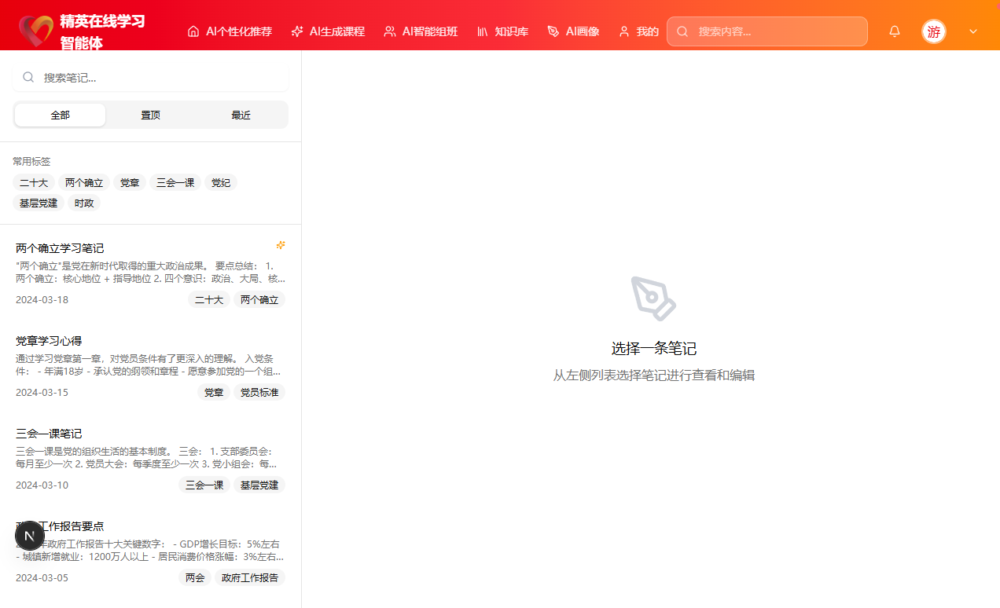 精英在线学习
智能体
AI个性化推荐
AI生成课程
AI智能组班
知识库
AI画像
我的
搜索内容...
游
搜索笔记...
全部
置顶
最近
常用标签
二十大
两个确立
党章
三会一课
党纪
基层党建
时政
两个确立学习笔记
"两个确立"是党在新时代取得的重大政治成果。 要点总结： 1.
两个确立：核心地位 + 指导地位 2. 四个意识：政治、大局、核...
2024-03-18
二十大
两个确立
党章学习心得
通过学习党章第一章，对党员条件有了更深入的理解。 入党条
件： - 年满18岁 - 承认党的纲领和章程 - 愿意参加党的一个组...
2024-03-15
党章
党员标准
三会一课笔记
三会一课是党的组织生活的基本制度。 三会： 1. 支部委员会：
每月至少一次 2. 党员大会：每季度至少一次 3. 党小组会：每...
2024-03-10
三会一课
基层党建
工作报告要点
年政府工作报告十大关键数字： - GDP增长目标：5%左右
- 城镇新增就业：1200万人以上 - 居民消费价格涨幅：3%左右...
2024-03-05
两会
政府工作报告
N
选择一条笔记
从左侧列表选择笔记进行查看和编辑